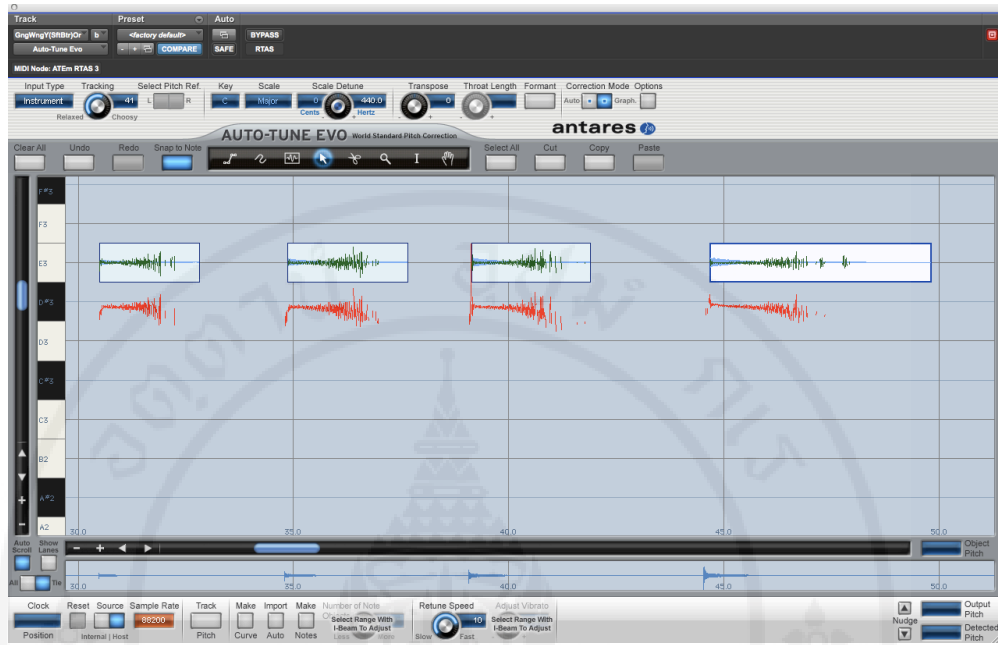 Track Preset Auto
GngWngY(SftBtr)Or b <factory default> BYPASS
Auto-Tune Evo - + COMPARE SAFE RTAS
MIDI Node: ATEm RTAS 3
Input Type Tracking Select Pitch Ref. Key Scale Scale Detune Transpose Throat Length Formant Correction Mode Options
Instrument 41 L R C Major 0 440.0 0 Auto Graph.
Relaxed Choosy Cents Hertz - + - +
AUTO-TUNE EVO World Standard Pitch Correction antares
Clear All Undo Redo Snap to Note Select All Cut Copy Paste
F#3
F3
E3
D#3
D3
C#3
C3
B2
A#2
A2
30.0 35.0 40.0 45.0 50.0
Auto Scroll Show Lanes - + Object Pitch
All Tie 30.0 35.0 40.0 45.0 50.0
Clock Reset Source Sample Rate Track Make Import Make Number of Note Retune Speed Adjust Vibrato Output Pitch
88200 Select Range With I-Beam To Adjust 10 Select Range With I-Beam To Adjust Nudge
Position Internal | Host Pitch Curve Auto Notes Less More Slow Fast Detected Pitch